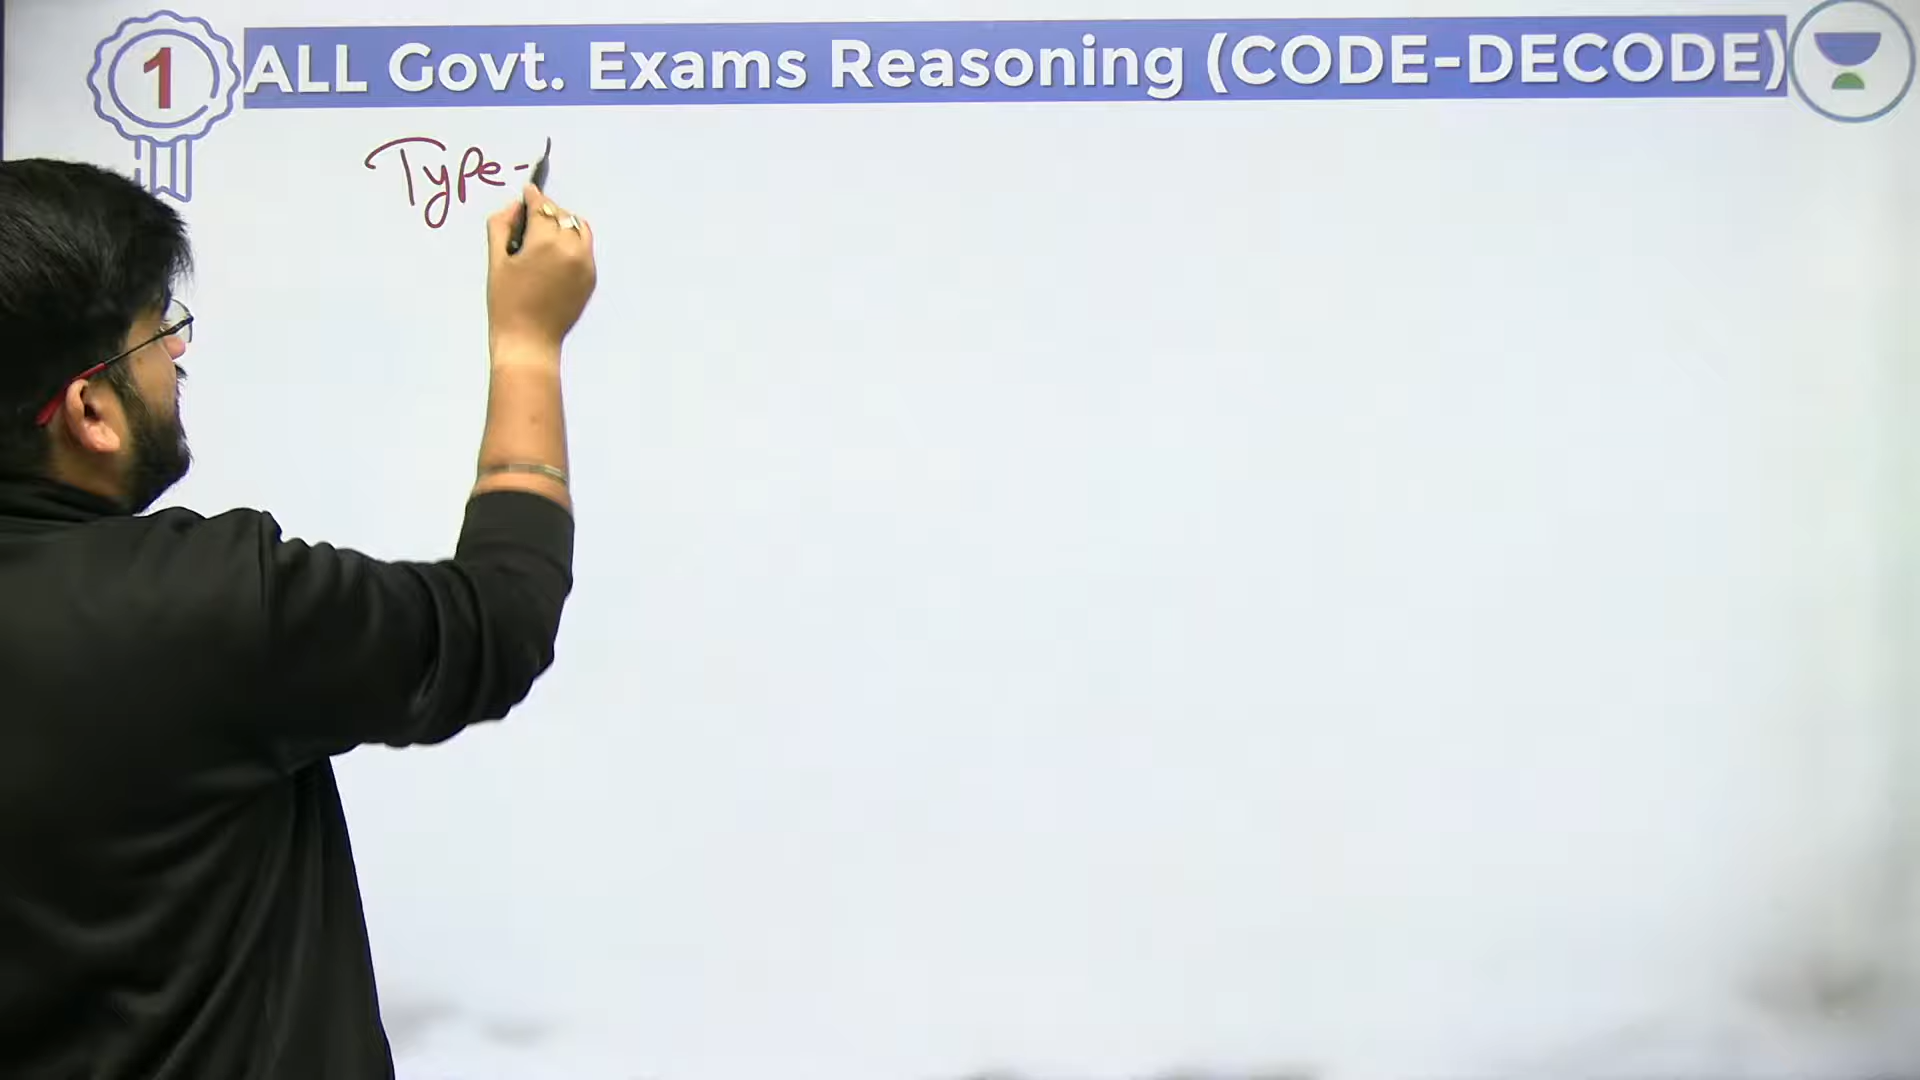 1
ALL Govt. Exams Reasoning (CODE-DECODE)
Type-